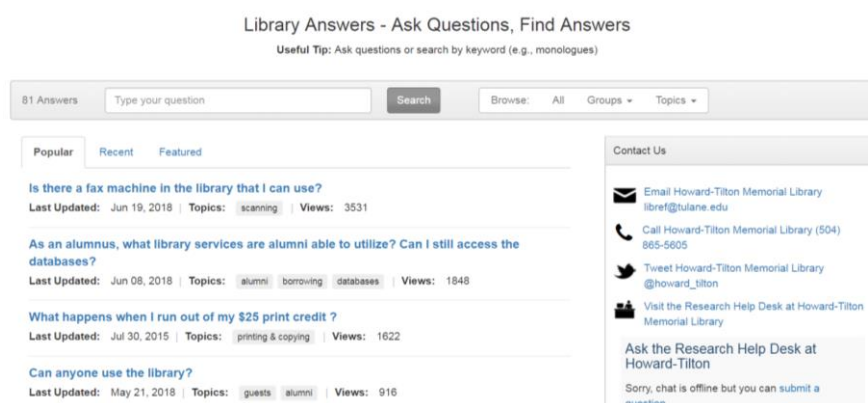 Library Answers - Ask Questions, Find Answers
Useful Tip: Ask questions or search by keyword (e.g., monologues)
81 Answers Type your question Search Browse: All Groups Topics
Popular Recent Featured
Is there a fax machine in the library that I can use?
Last Updated: Jun 19, 2018 | Topics: scanning | Views: 3531
As an alumnus, what library services are alumni able to utilize? Can I still access the
databases?
Last Updated: Jun 08, 2018 | Topics: alumni borrowing databases | Views: 1848
What happens when I run out of my $25 print credit ?
Last Updated: Jul 30, 2015 | Topics: printing & copying | Views: 1622
Can anyone use the library?
Last Updated: May 21, 2018 | Topics: guests alumni | Views: 916
Contact Us
Email Howard-Tilton Memorial Library
libref@tulane.edu
Call Howard-Tilton Memorial Library (504)
865-5605
Tweet Howard-Tilton Memorial Library
@howard_tilton
Visit the Research Help Desk at Howard-Tilton
Memorial Library
Ask the Research Help Desk at
Howard-Tilton
Sorry, chat is offline but you can submit a
question